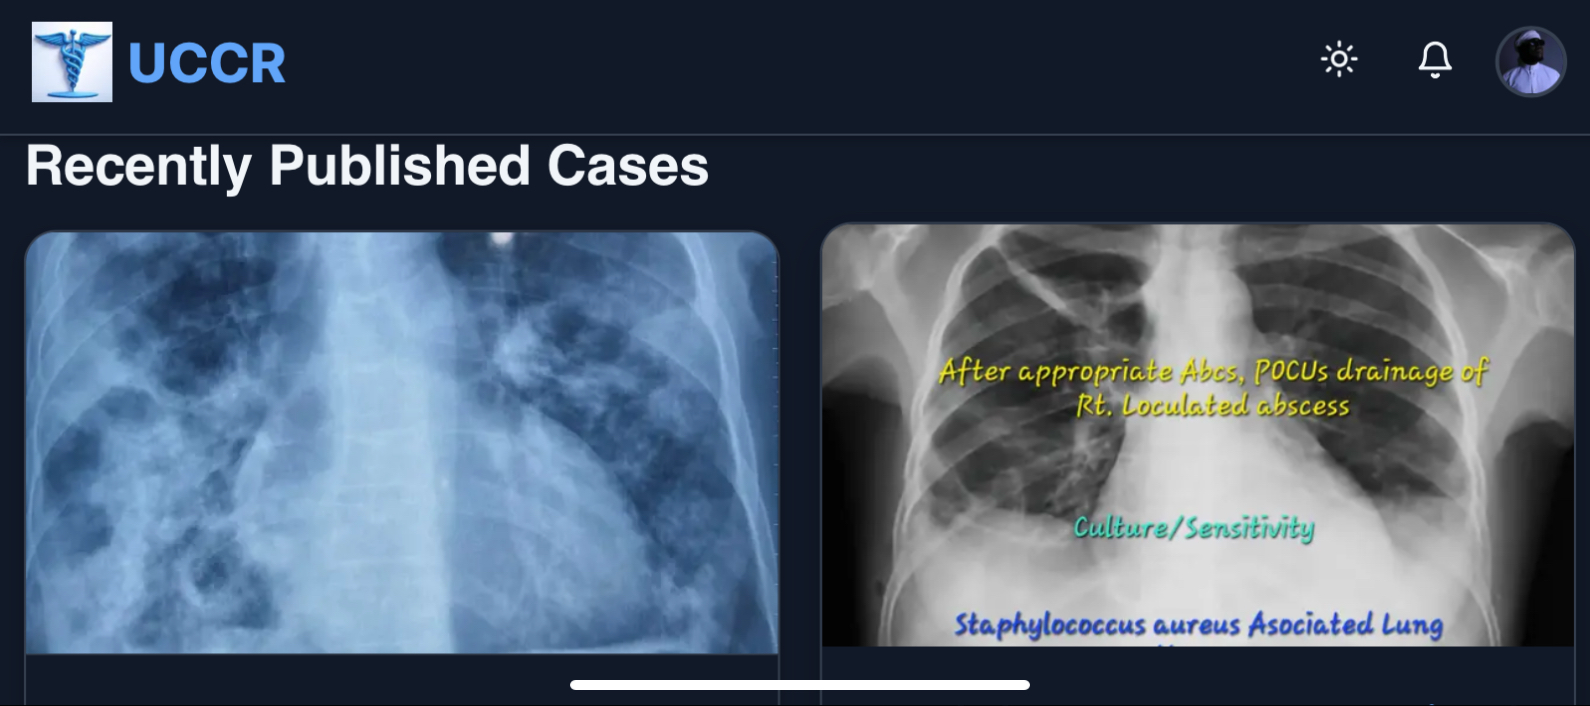 UCCR
Recently Published Cases
After appropriate Abcs, POCUs drainage of
Rt. Loculated abscess
Culture/Sensitivity
Staphylococcus aureus Asociated Lung